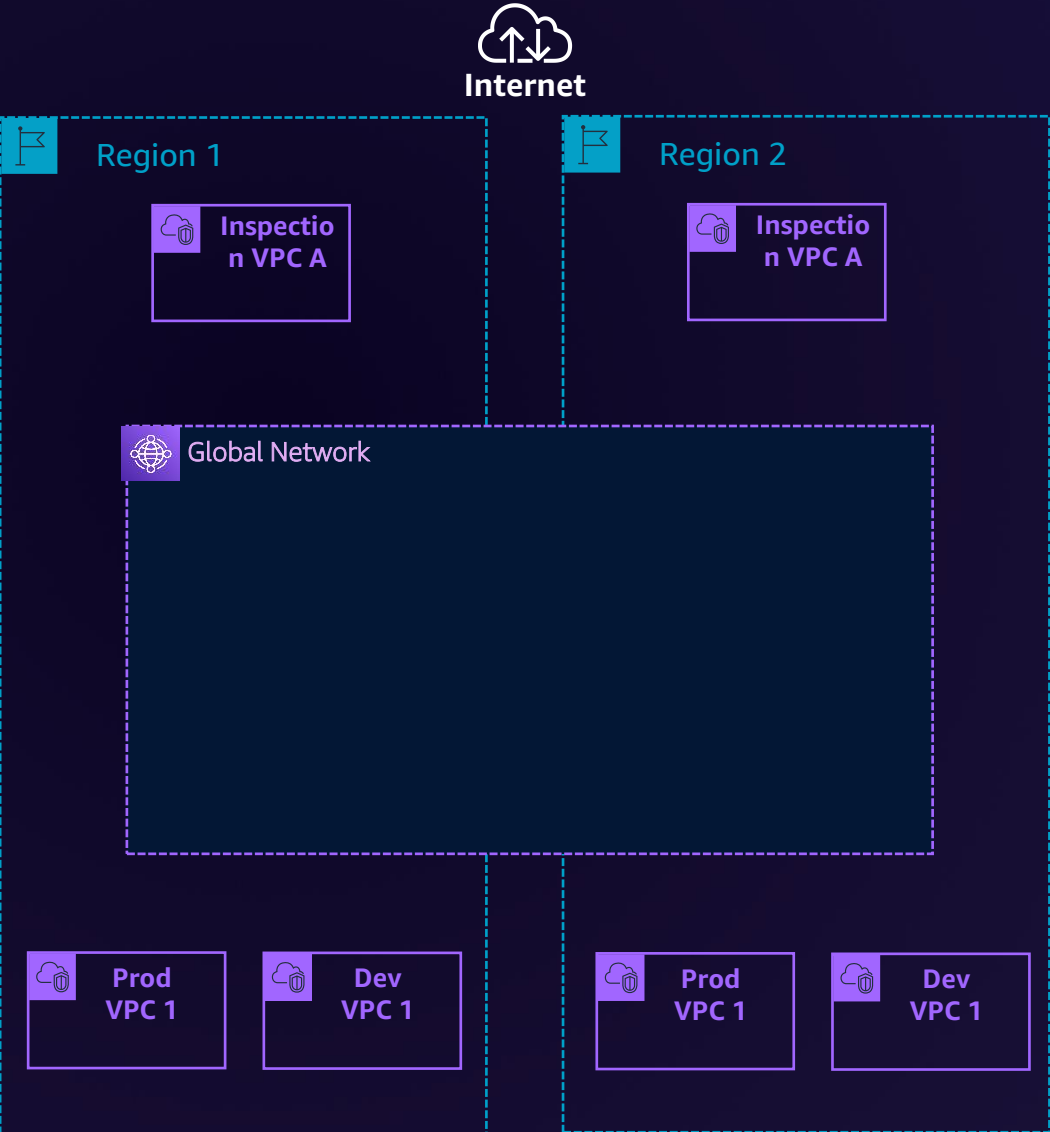 Internet
Region 1
Region 2
Inspectio
n VPC A
Inspectio
n VPC A
Global Network
Prod
VPC 1
Dev
VPC 1
Prod
VPC 1
Dev
VPC 1